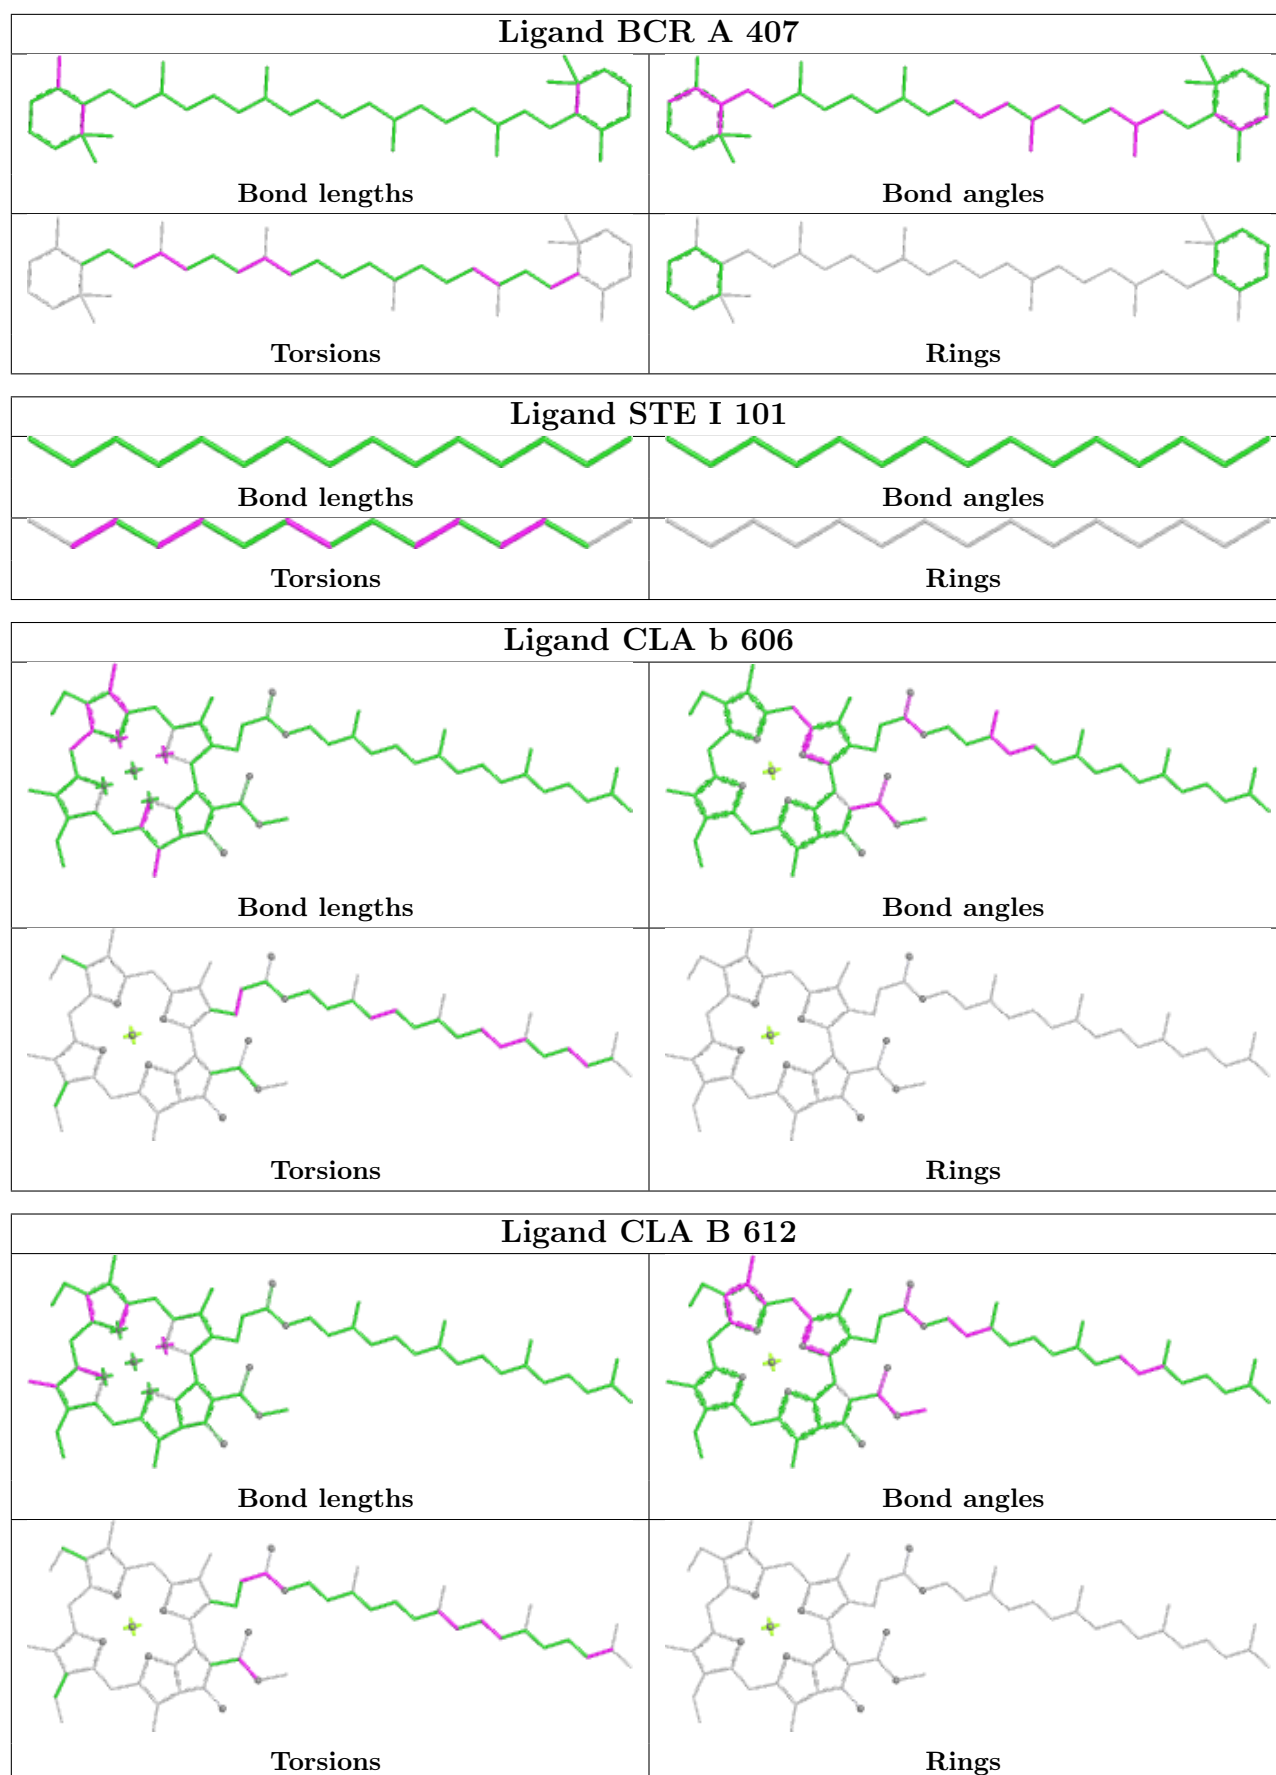 Ligand BCR A 407
Bond lengths
Bond angles
Torsions
Rings
Ligand STE I 101
Bond lengths
Bond angles
Torsions
Rings
Ligand CLA b 606
Bond lengths
Bond angles
Torsions
Rings
Ligand CLA B 612
Bond lengths
Bond angles
Torsions
Rings